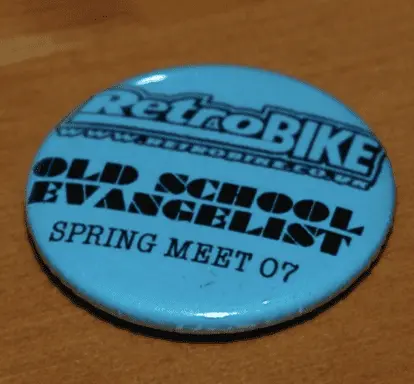 RetroBIKE
WWW.RETROBIKE.CO.UK
OLD SCHOOL
EVANGELIST
SPRING MEET 07